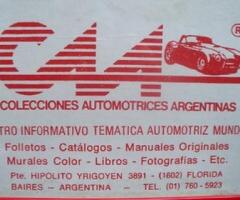 CAA
R
COLECCIONES AUTOMOTRICES ARGENTINAS
TRO INFORMATIVO TEMATICA AUTOMOTRIZ MUND
Folletos - Catálogos - Manuales Originales
Murales Color - Libros - Fotografías - Etc.
Pte. HIPOLITO YRIGOYEN 3891 - (1602) FLORIDA
BAIRES - ARGENTINA - TEL. (01) 760-5923